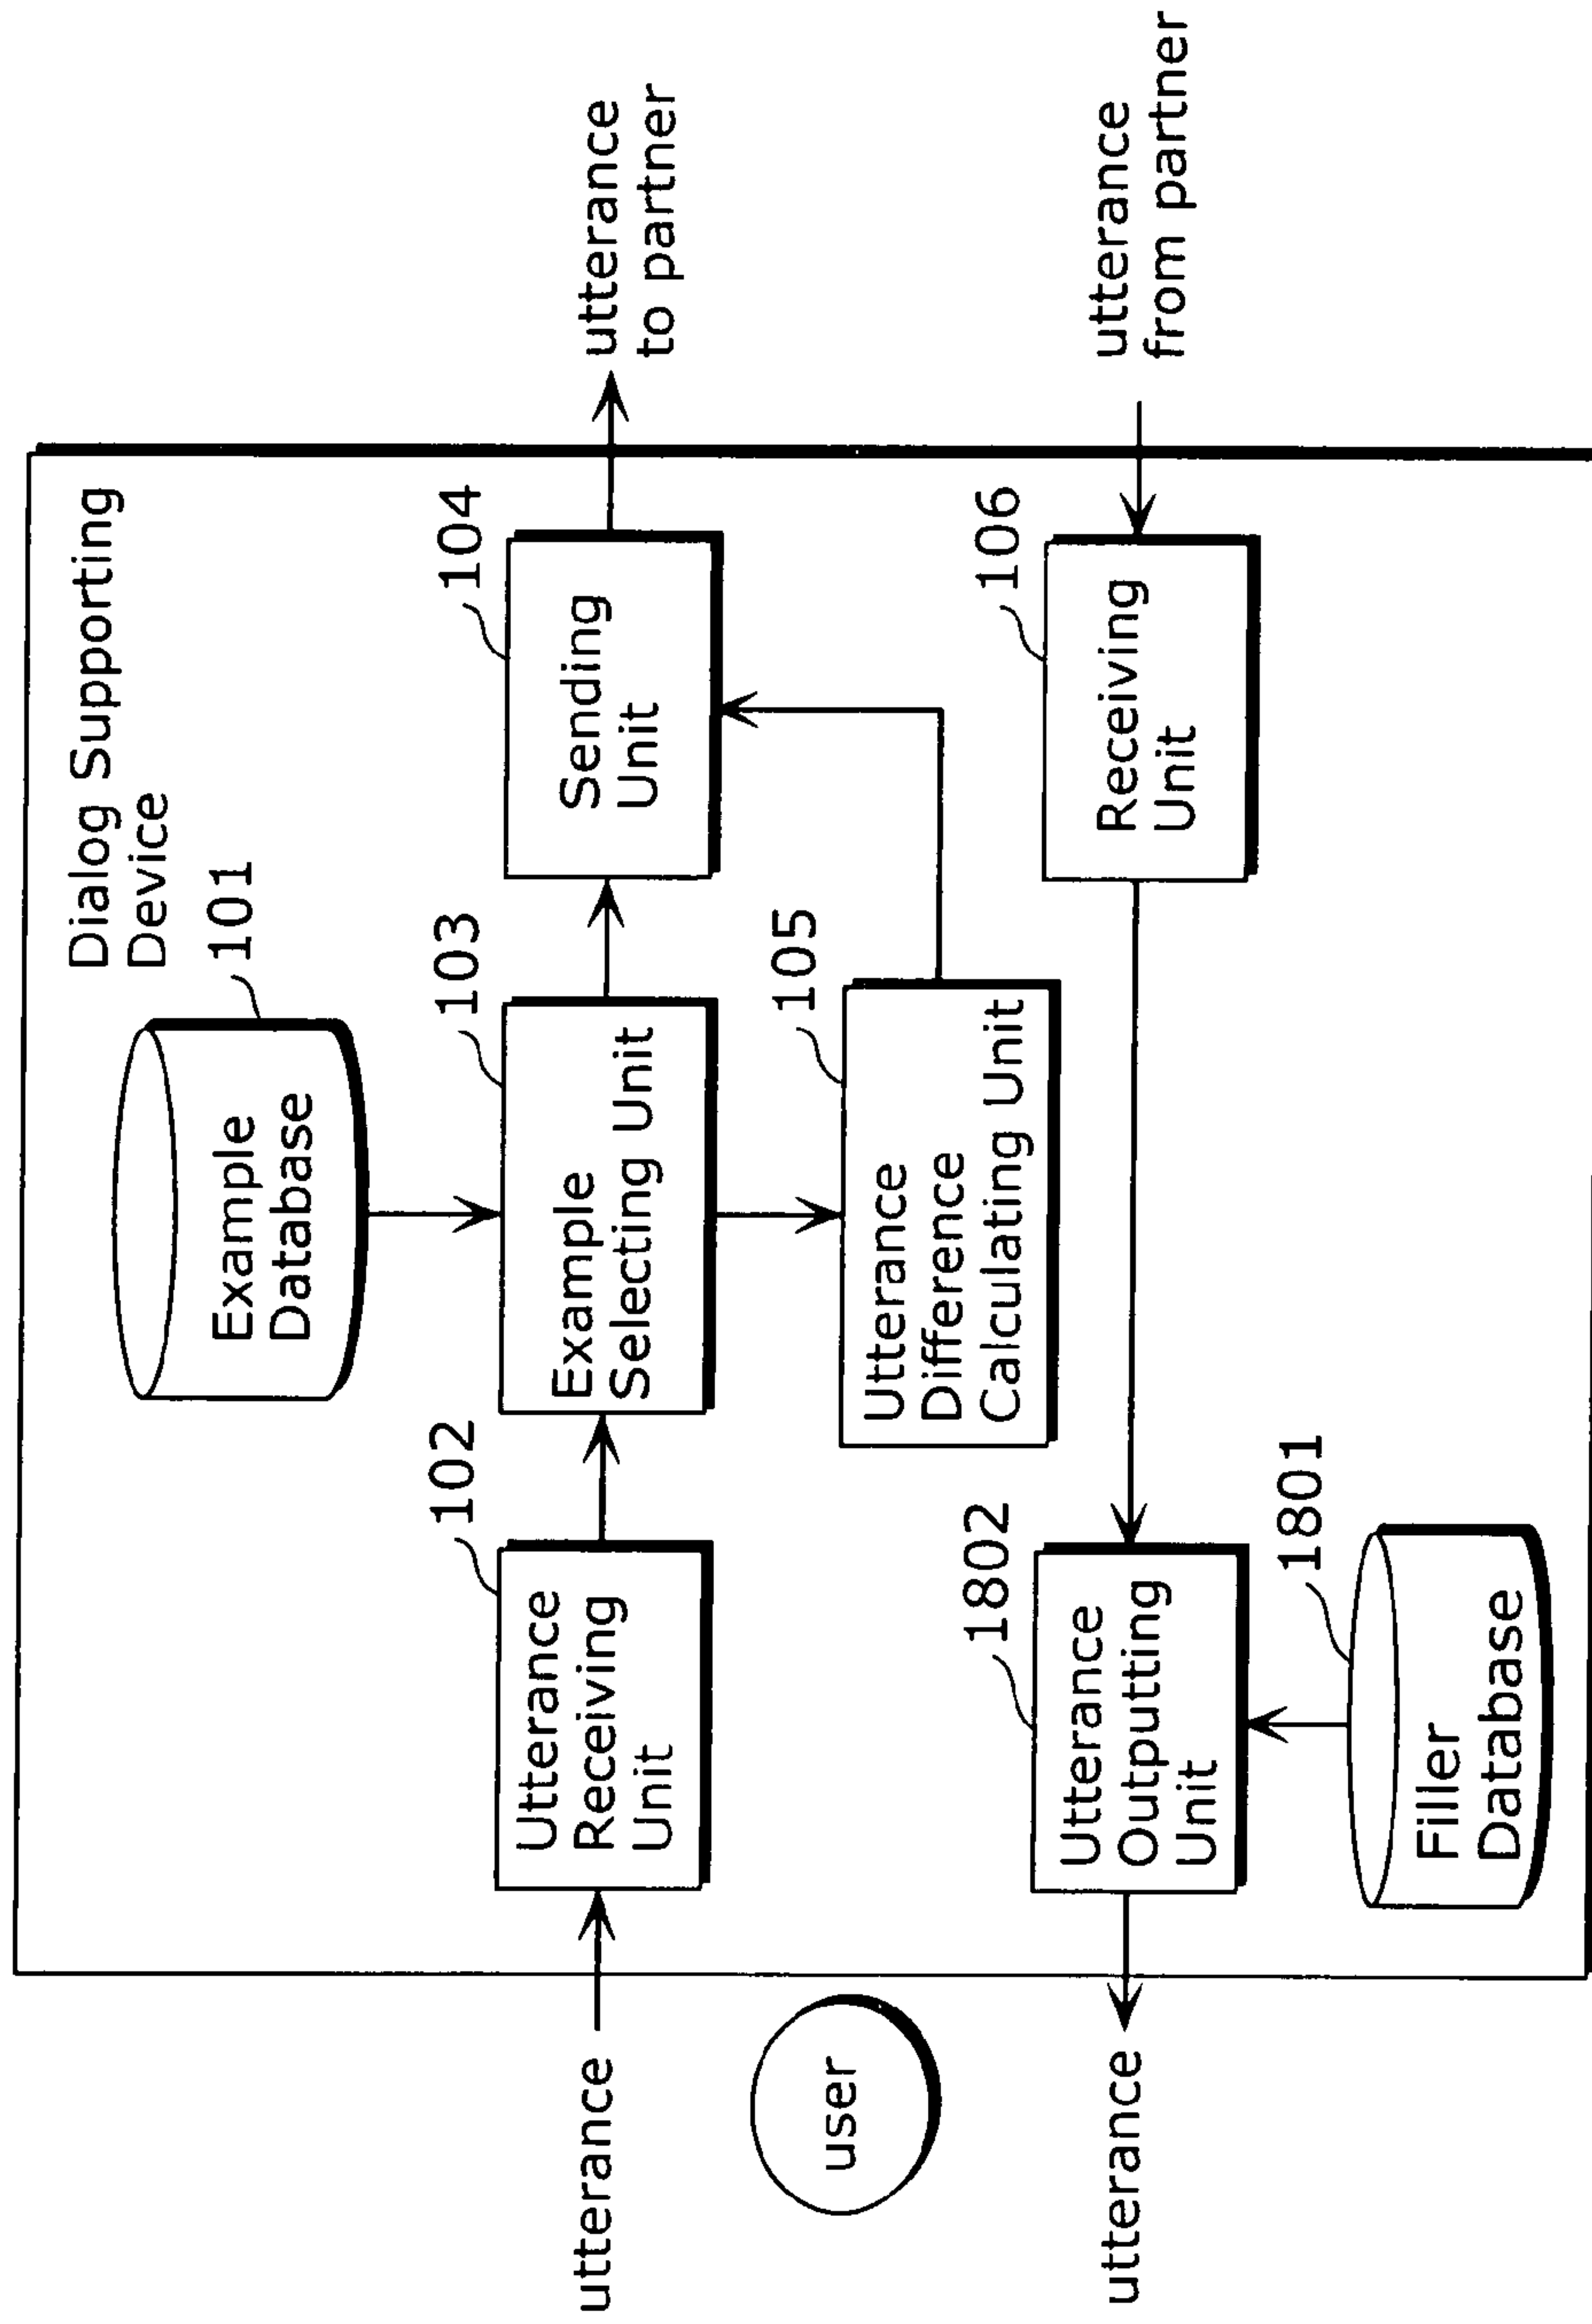 Dialog Supporting
Device
101
Example
Database
102
103
104
utterance
Utterance
Receiving
Unit
Example
Selecting Unit
Sending
Unit
utterance
to partner
user
105
Utterance
Difference
Calculating Unit
1802
106
utterance
Utterance
Outputting
Unit
Receiving
Unit
utterance
from partner
1801
Filler
Database